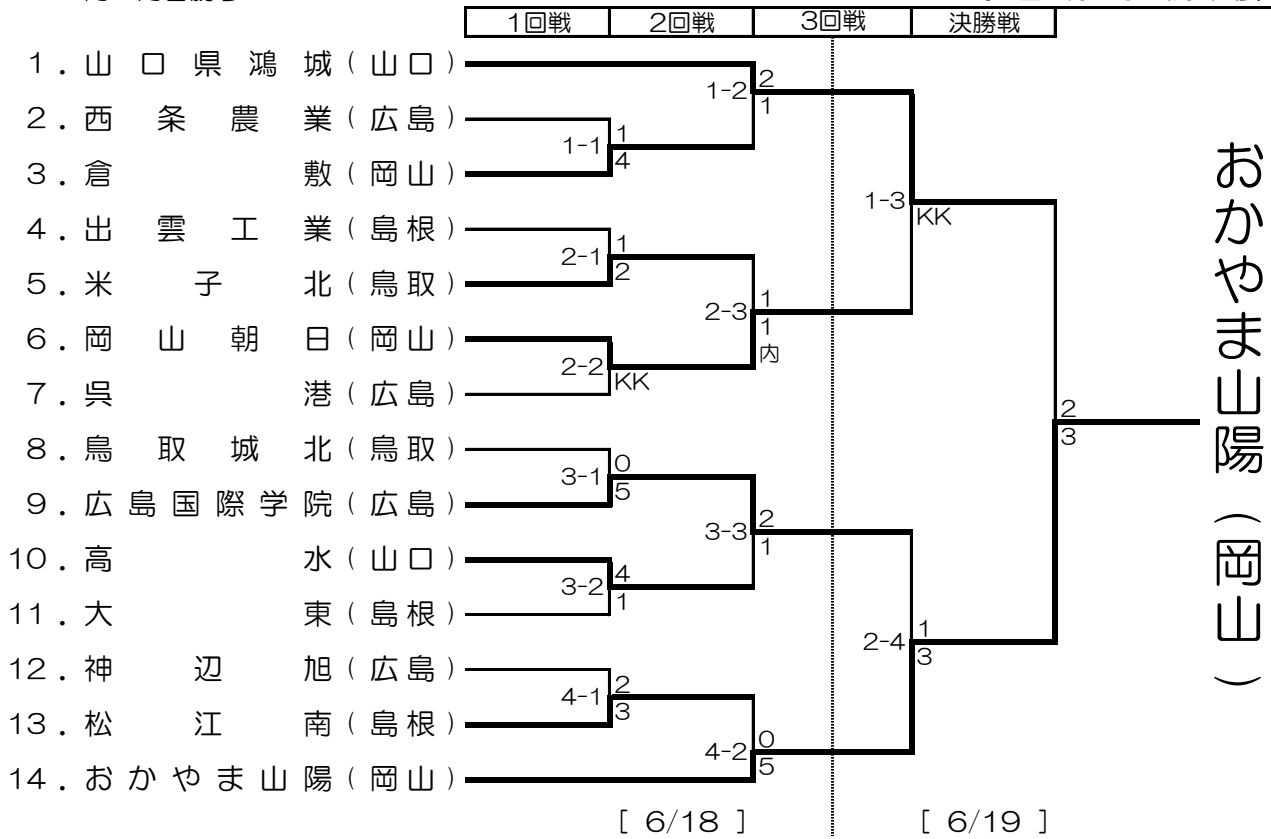 1回戦 2回戦 3回戦 決勝戦
1．山口県鴻城（山口）
2．西条農業（広島）
3．倉敷（岡山）
4．出雲工業（島根）
5．米子北（鳥取）
6．岡山朝日（岡山）
7．呉港（広島）
8．鳥取城北（鳥取）
9．広島国際学院（広島）
10．高水（山口）
11．大東（島根）
12．神辺旭（広島）
13．松江南（島根）
14．おかやま山陽（岡山）
1-1 1 4
2-1 1 2
2-2 KK
3-1 0 5
3-2 4 1
4-1 2 3
1-2 2 1
2-3 1 1 内
3-3 2 1
4-2 0 5
1-3 KK
2-4 1 3
2 3
おかやま山陽（岡山）
[ 6/18 ] [ 6/19 ]